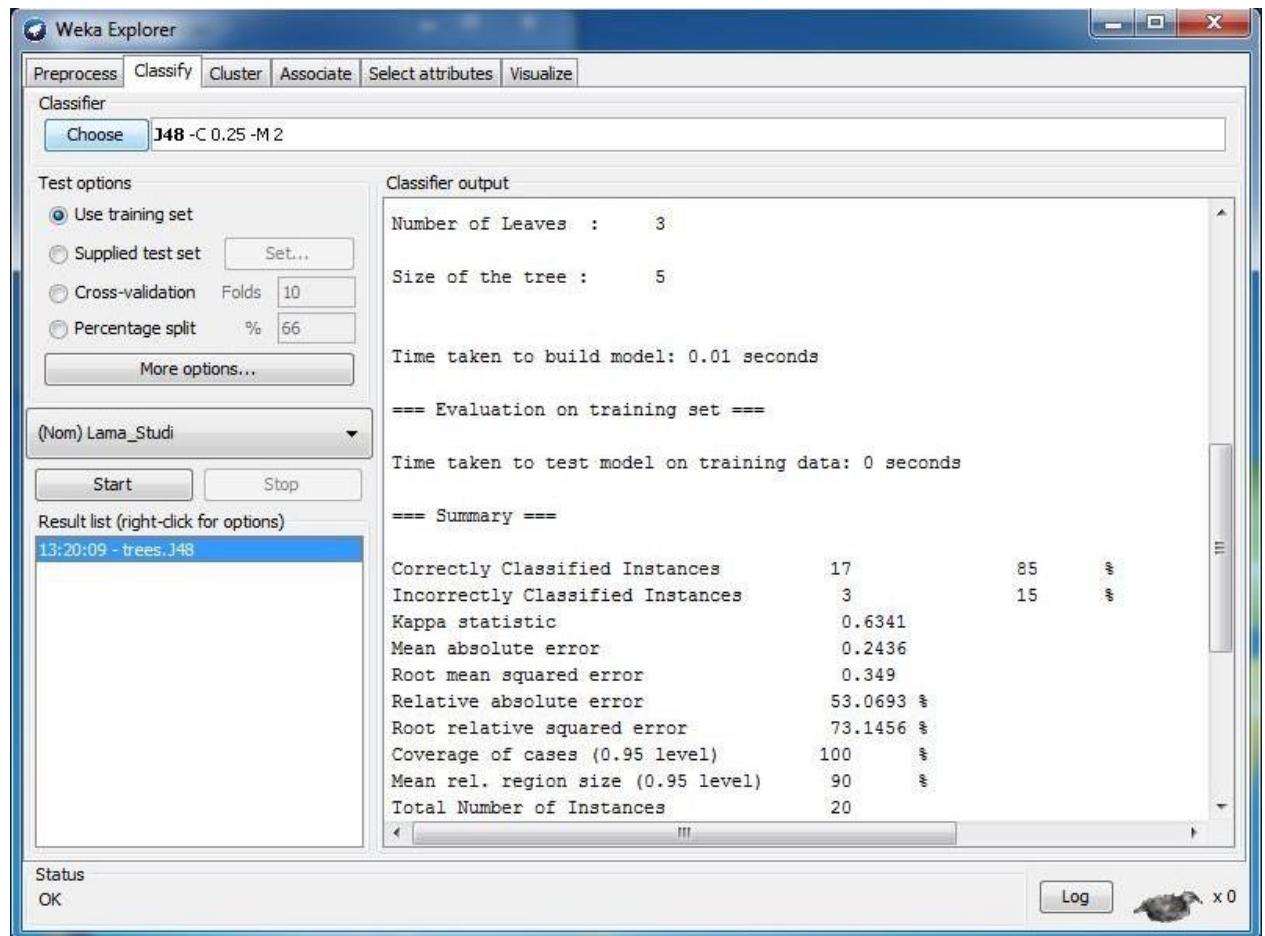 Weka Explorer
Preprocess Classify Cluster Associate Select attributes Visualize
Classifier
Choose J48 -C 0.25 -M 2
Test options
Use training set
Supplied test set Set...
Cross-validation Folds 10
Percentage split % 66
More options...
(Nom) Lama_Studi
Start Stop
Result list (right-click for options)
13:20:09 - trees.J48
Classifier output
Number of Leaves : 3
Size of the tree : 5
Time taken to build model: 0.01 seconds
=== Evaluation on training set ===
Time taken to test model on training data: 0 seconds
=== Summary ===
Correctly Classified Instances 17 85 %
Incorrectly Classified Instances 3 15 %
Kappa statistic 0.6341
Mean absolute error 0.2436
Root mean squared error 0.349
Relative absolute error 53.0693 %
Root relative squared error 73.1456 %
Coverage of cases (0.95 level) 100 %
Mean rel. region size (0.95 level) 90 %
Total Number of Instances 20
Status
OK
Log x 0